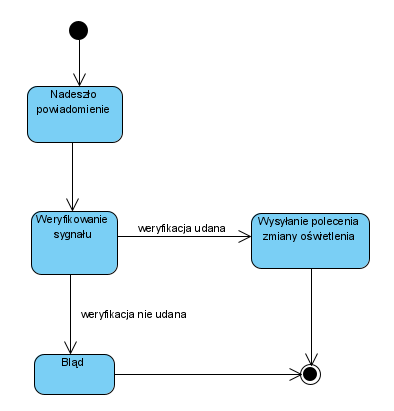 Nadeszło
powiadomienie
Weryfikowanie
sygnału
weryfikacja udana
Wysyłanie polecenia
zmiany oświetlenia
weryfikacja nie udana
Błąd